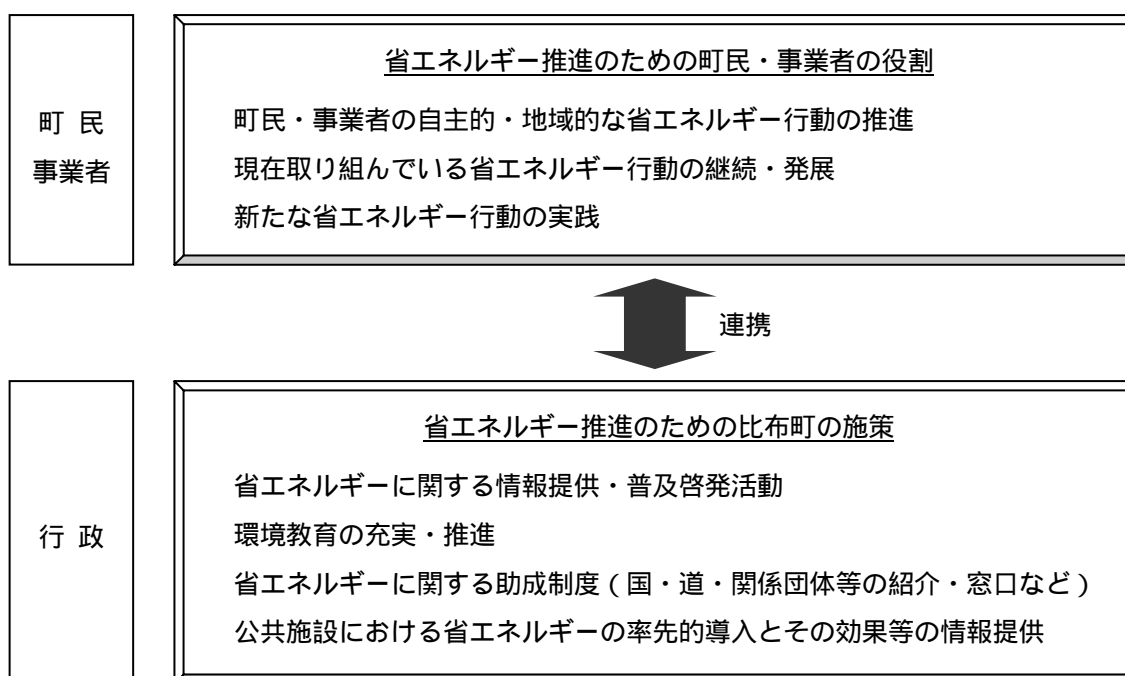 町 民
事業者
省エネルギー推進のための町民・事業者の役割
町民・事業者の自主的・地域的な省エネルギー行動の推進
現在取り組んでいる省エネルギー行動の継続・発展
新たな省エネルギー行動の実践
連携
行 政
省エネルギー推進のための比布町の施策
省エネルギーに関する情報提供・普及啓発活動
環境教育の充実・推進
省エネルギーに関する助成制度（国・道・関係団体等の紹介・窓口など）
公共施設における省エネルギーの率先的導入とその効果等の情報提供